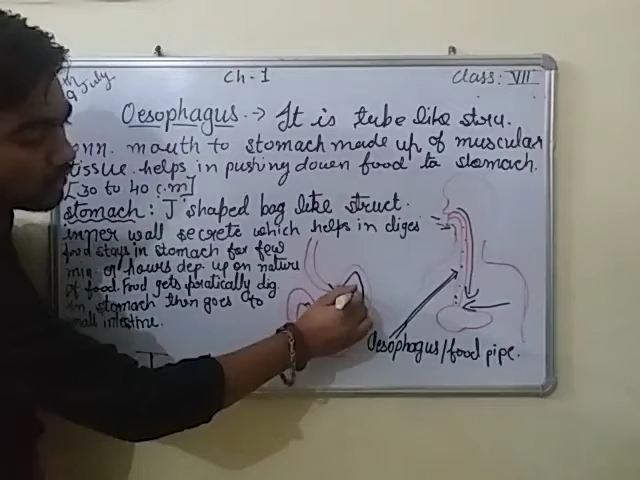 9 July
Ch-1
Class: VII
Oesophagus :→ It is tube like stru.
mouth to stomach made up of muscular
tissue. helps in pushing down food to stomach.
[30 to 40 c.m]
stomach: J shaped bag like struct.
inner wall secrete which helps in diges
food stays in stomach for few
min. or hours dep. up on nature
of food. Food gets partically dig.
in stomach then goes to
small intestine.
Oesophagus/food pipe.